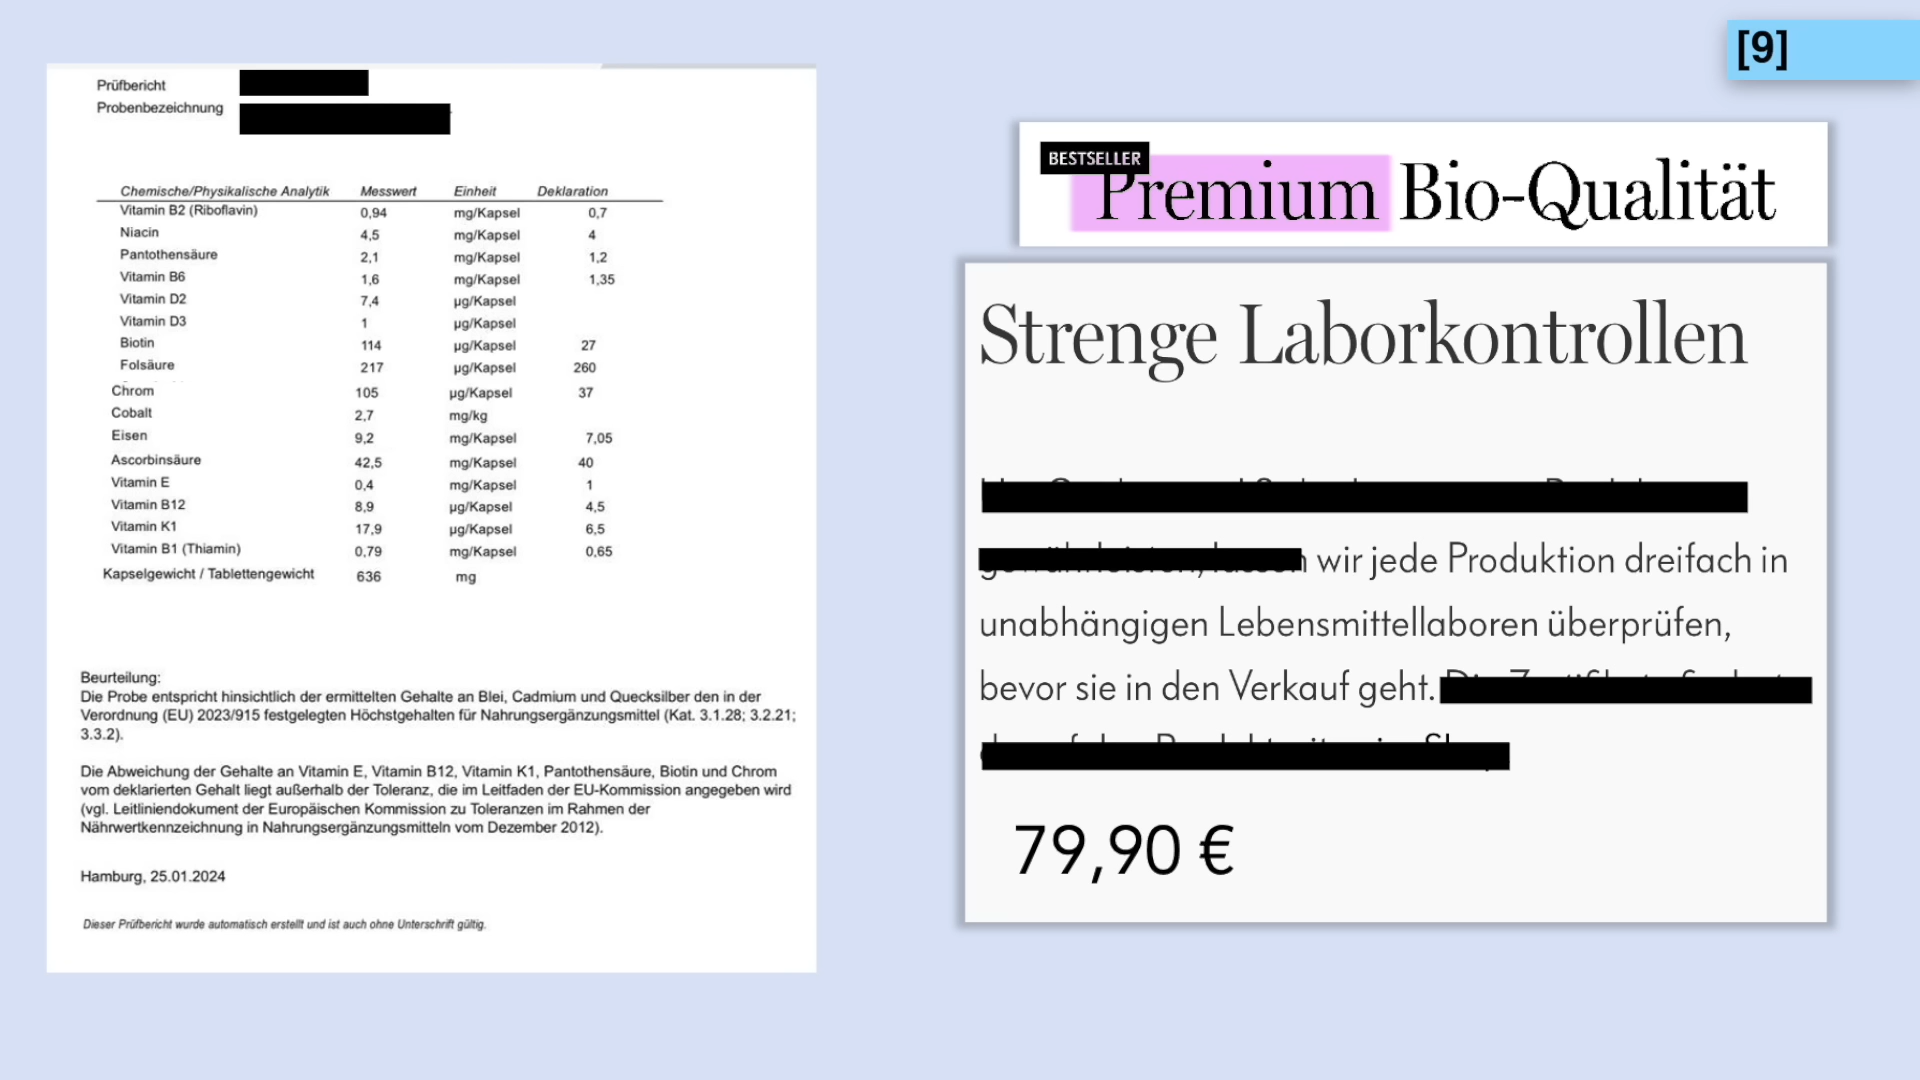 [9]
Prüfbericht
Probenbezeichnung
Chemische/Physikalische Analytik Messwert Einheit Deklaration
Vitamin B2 (Riboflavin) 0,94 mg/Kapsel 0,7
Niacin 4,5 mg/Kapsel 4
Pantothensäure 2,1 mg/Kapsel 1,2
Vitamin B6 1,6 mg/Kapsel 1,35
Vitamin D2 7,4 µg/Kapsel
Vitamin D3 1 µg/Kapsel
Biotin 114 µg/Kapsel 27
Folsäure 217 µg/Kapsel 260
Chrom 105 µg/Kapsel 37
Cobalt 2,7 mg/kg
Eisen 9,2 mg/Kapsel 7,05
Ascorbinsäure 42,5 mg/Kapsel 40
Vitamin E 0,4 mg/Kapsel 1
Vitamin B12 8,9 µg/Kapsel 4,5
Vitamin K1 17,9 µg/Kapsel 6,5
Vitamin B1 (Thiamin) 0,79 mg/Kapsel 0,65
Kapselgewicht / Tablettengewicht 636 mg
Beurteilung:
Die Probe entspricht hinsichtlich der ermittelten Gehalte an Blei, Cadmium und Quecksilber den in der
Verordnung (EU) 2023/915 festgelegten Höchstgehalten für Nahrungsergänzungsmittel (Kat. 3.1.28; 3.2.21;
3.3.2).
Die Abweichung der Gehalte an Vitamin E, Vitamin B12, Vitamin K1, Pantothensäure, Biotin und Chrom
vom deklarierten Gehalt liegt außerhalb der Toleranz, die im Leitfaden der EU-Kommission angegeben wird
(vgl. Leitliniendokument der Europäischen Kommission zu Toleranzen im Rahmen der
Nährwertkennzeichnung in Nahrungsergänzungsmitteln vom Dezember 2012).
Hamburg, 25.01.2024
Dieser Prüfbericht wurde automatisch erstellt und ist auch ohne Unterschrift gültig.
BESTSELLER
Premium Bio-Qualität
Strenge Laborkontrollen
wir jede Produktion dreifach in
unabhängigen Lebensmittellaboren überprüfen,
bevor sie in den Verkauf geht.
79,90 €